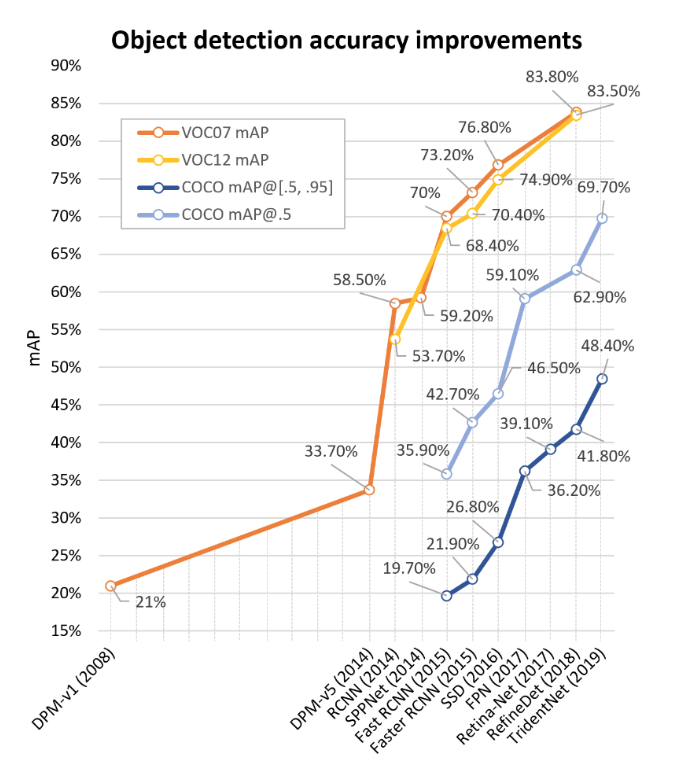 Object detection accuracy improvements
90%
85%
80%
75%
70%
65%
60%
55%
50%
45%
40%
35%
30%
25%
20%
15%
mAP
VOC07 mAP
VOC12 mAP
COCO mAP@[.5, .95]
COCO mAP@.5
83.80%
83.50%
76.80%
73.20%
74.90%
69.70%
70%
70.40%
68.40%
58.50%
59.10%
62.90%
59.20%
53.70%
48.40%
46.50%
42.70%
39.10%
33.70%
35.90%
41.80%
36.20%
26.80%
21.90%
19.70%
21%
DPM-v1 (2008)
DPM-v5 (2014)
RCNN (2014)
SPPNet (2014)
Fast RCNN (2015)
Faster RCNN (2015)
SSD (2016)
FPN (2017)
Retina-Net (2017)
RefineDet (2018)
TridentNet (2019)